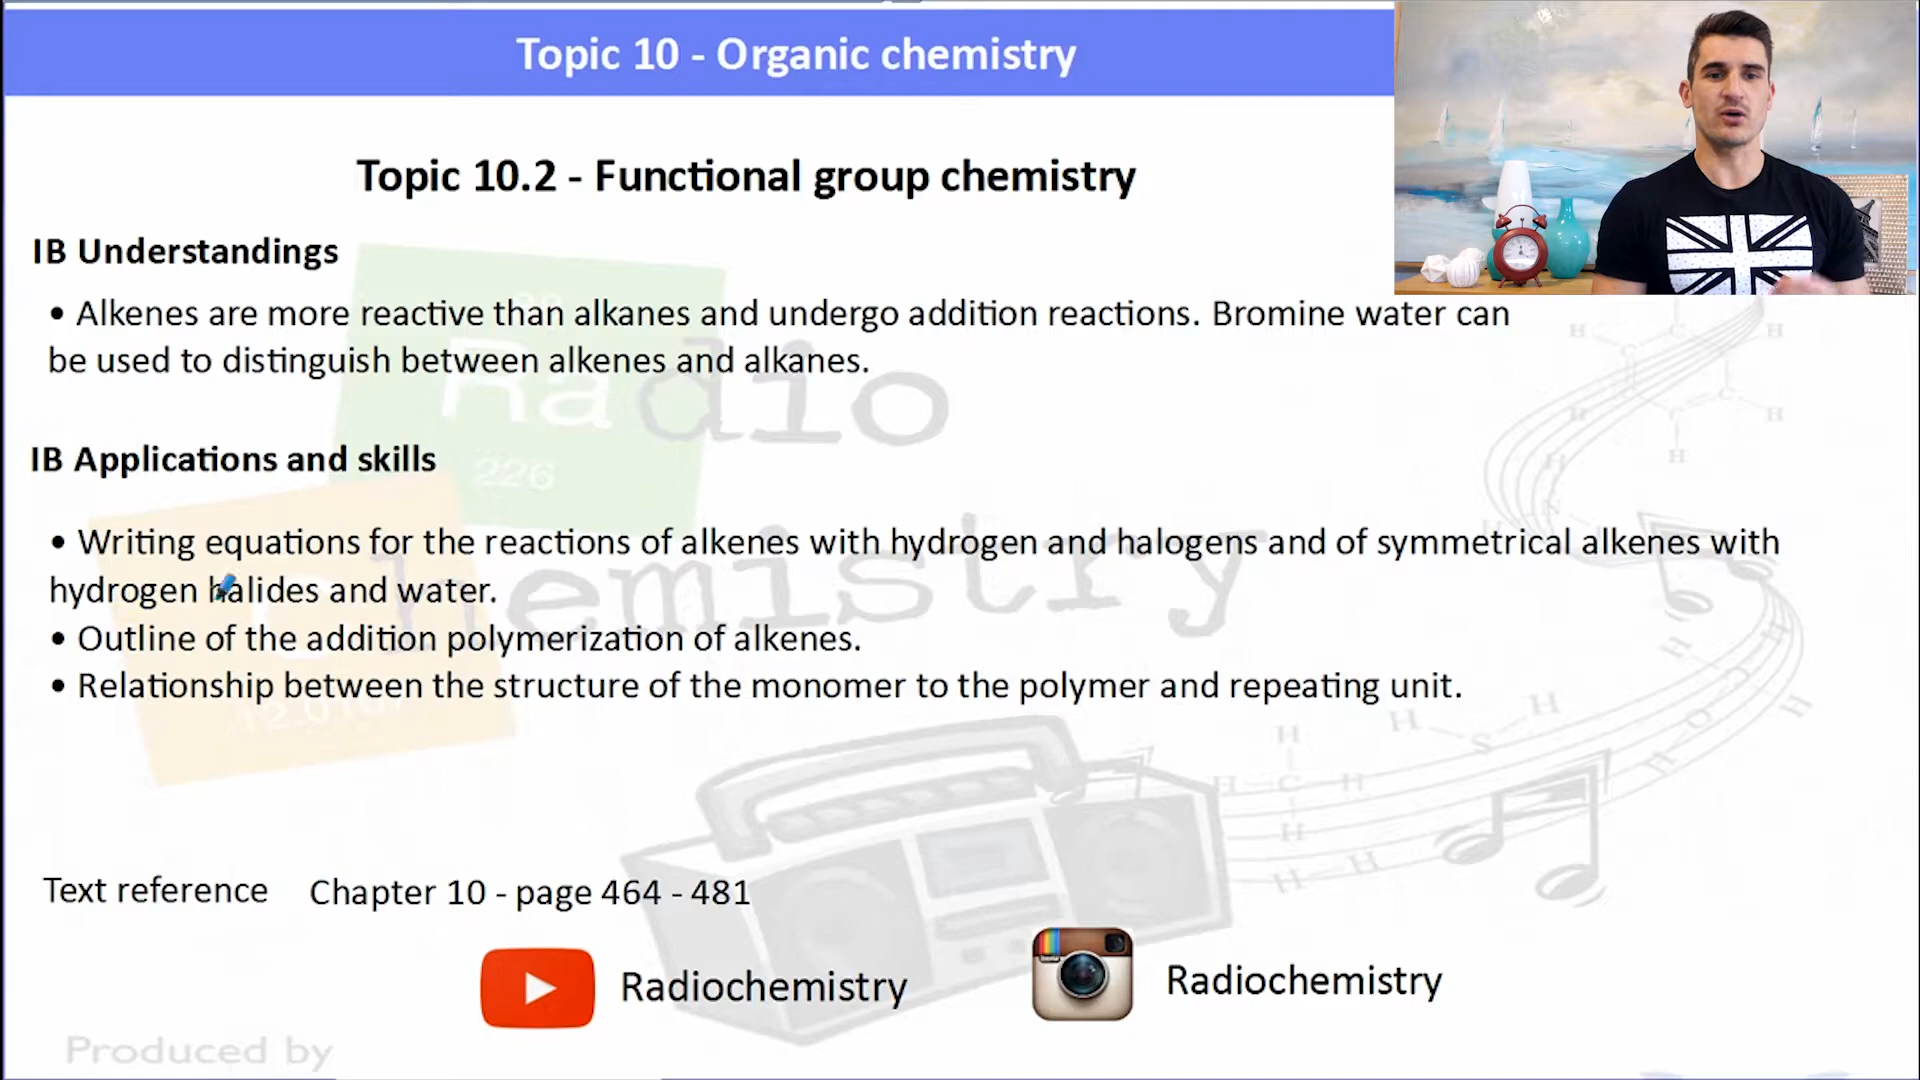 Topic 10 - Organic chemistry
Topic 10.2 - Functional group chemistry
IB Understandings
• Alkenes are more reactive than alkanes and undergo addition reactions. Bromine water can
be used to distinguish between alkenes and alkanes.
IB Applications and skills
• Writing equations for the reactions of alkenes with hydrogen and halogens and of symmetrical alkenes with
hydrogen halides and water.
• Outline of the addition polymerization of alkenes.
• Relationship between the structure of the monomer to the polymer and repeating unit.
Text reference Chapter 10 - page 464 - 481
Radiochemistry
Radiochemistry
Produced by
Radio
226
Chemistry